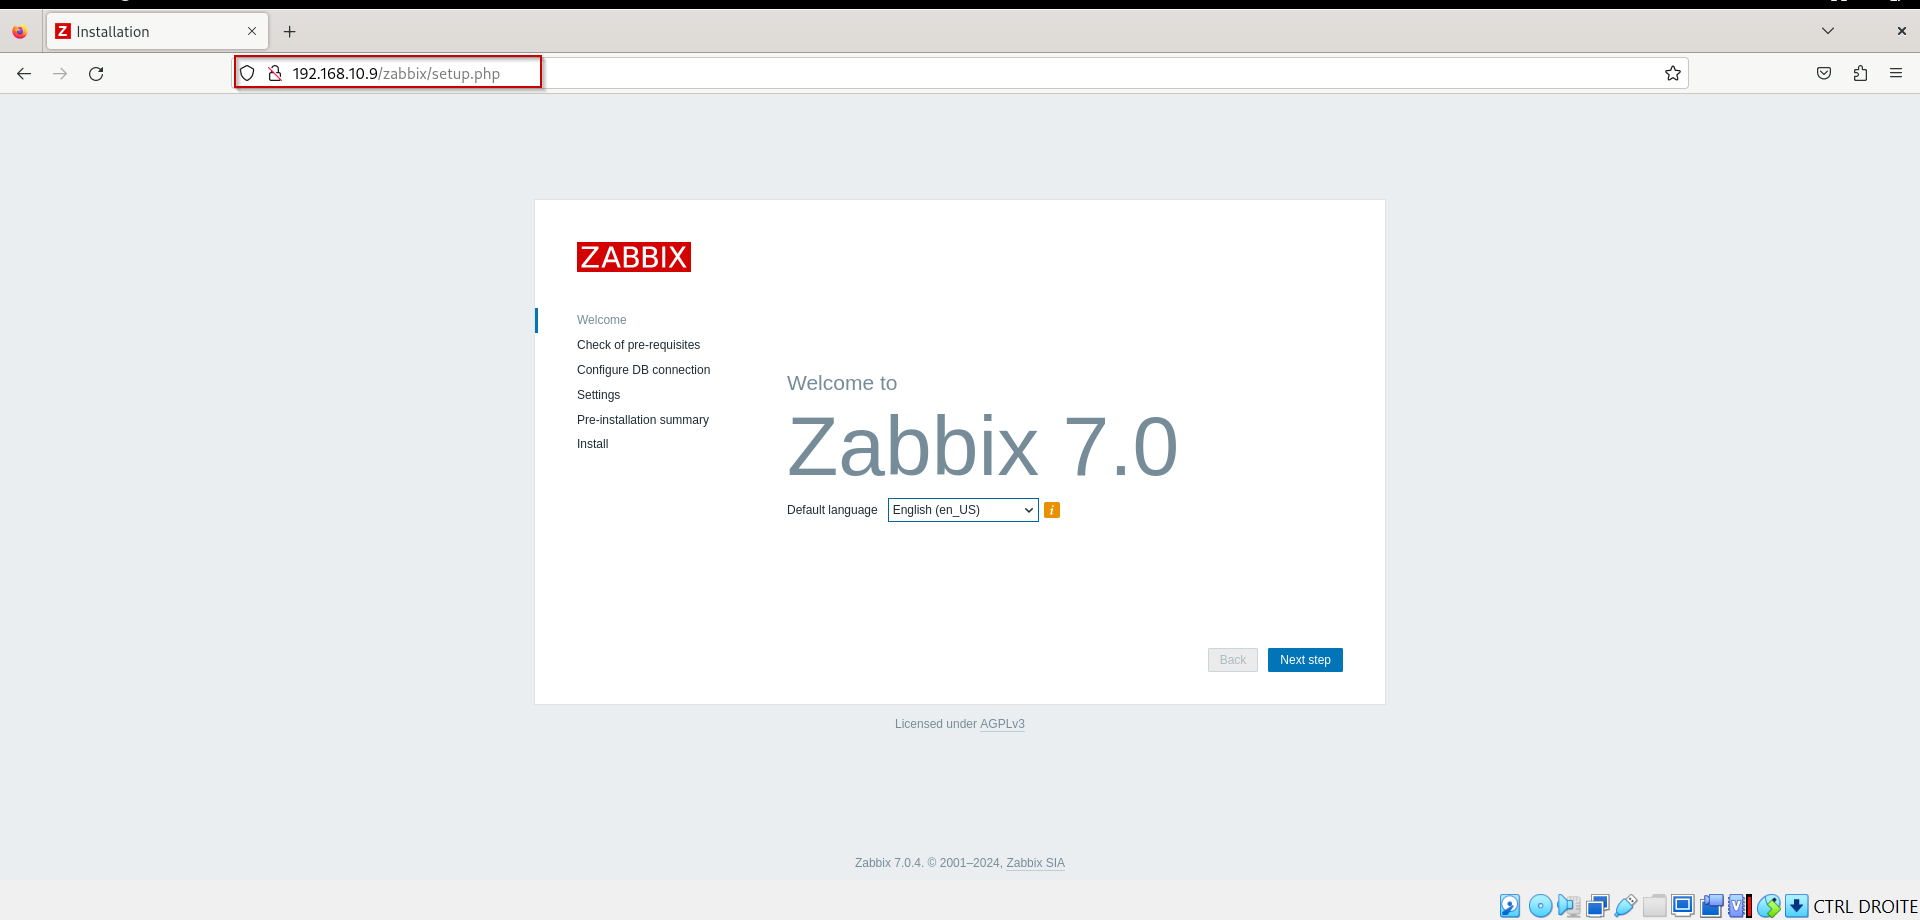 Installation
192.168.10.9/zabbix/setup.php
ZABBIX
Welcome
Check of pre-requisites
Configure DB connection
Settings
Pre-installation summary
Install
Welcome to
Zabbix 7.0
Default language English (en_US)
Back Next step
Licensed under AGPLv3
Zabbix 7.0.4. © 2001–2024, Zabbix SIA
CTRL DROITE